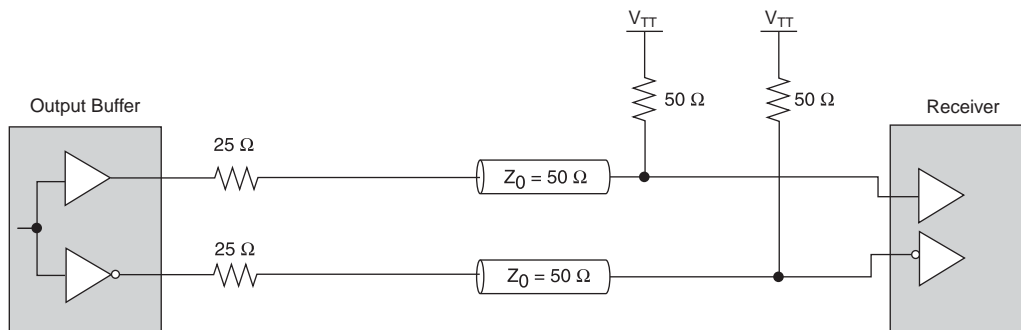 V_TT V_TT
50 Ω 50 Ω
Output Buffer Receiver
25 Ω
Z_0 = 50 Ω
25 Ω
Z_0 = 50 Ω